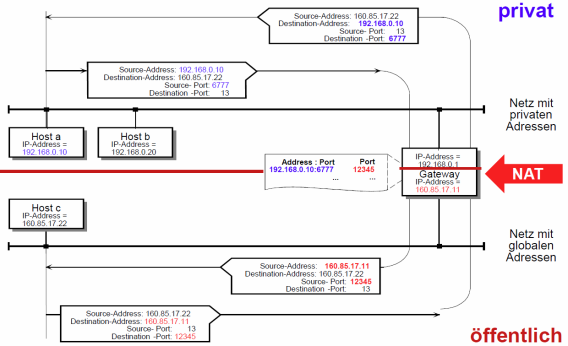 privat
Source-Address: 160.85.17.22
Destination-Address: 192.168.0.10
Source- Port: 13
Destination -Port: 6777
Source-Address: 192.168.0.10
Destination-Address: 160.85.17.22
Source- Port: 6777
Destination -Port: 13
Netz mit
privaten
Adressen
Host a
IP-Address =
192.168.0.10
Host b
IP-Address =
192.168.0.20
Address : Port Port
192.168.0.10:6777 12345
... ...
IP-Address =
192.168.0.1
Gateway
IP-Address =
160.85.17.11
NAT
Host c
IP-Address =
160.85.17.22
Netz mit
globalen
Adressen
Source-Address: 160.85.17.11
Destination-Address: 160.85.17.22
Source- Port: 12345
Destination -Port: 13
Source-Address: 160.85.17.22
Destination-Address: 160.85.17.11
Source- Port: 13
Destination -Port: 12345
öffentlich